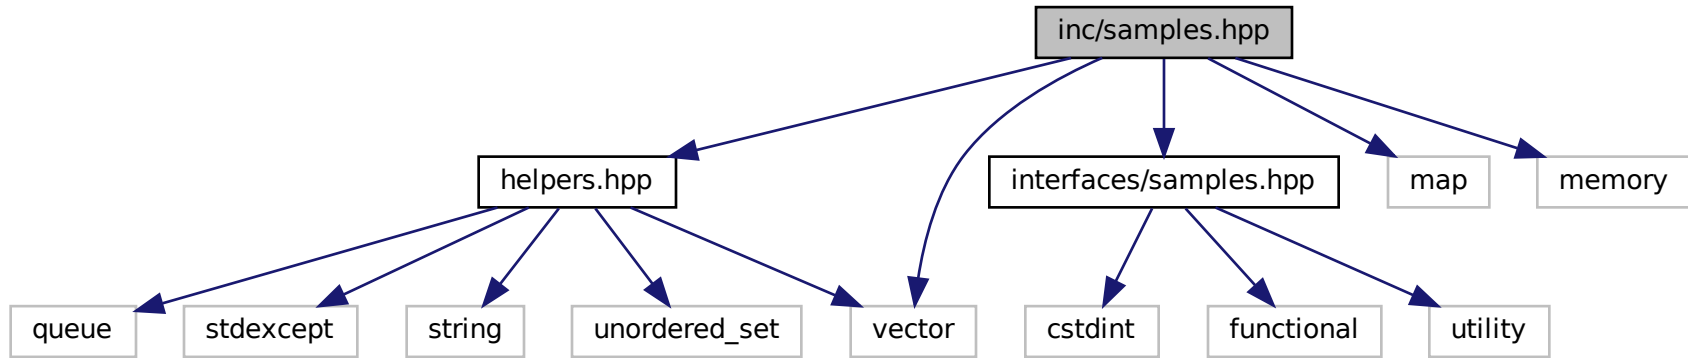 inc/samples.hpp
helpers.hpp
interfaces/samples.hpp
map
memory
queue
stdexcept
string
unordered_set
vector
cstdint
functional
utility